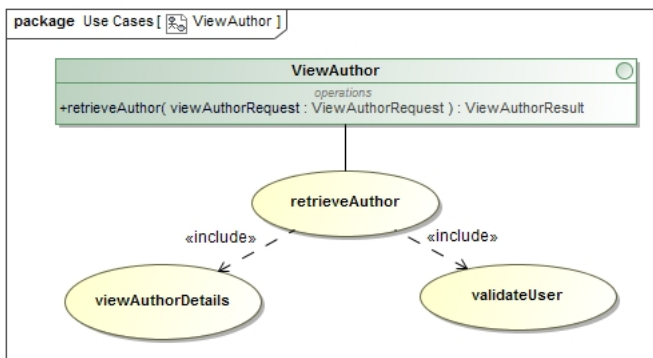 package Use Cases [ ViewAuthor ]
ViewAuthor
operations
+retrieveAuthor( viewAuthorRequest : ViewAuthorRequest ) : ViewAuthorResult
retrieveAuthor
«include» «include»
viewAuthorDetails validateUser